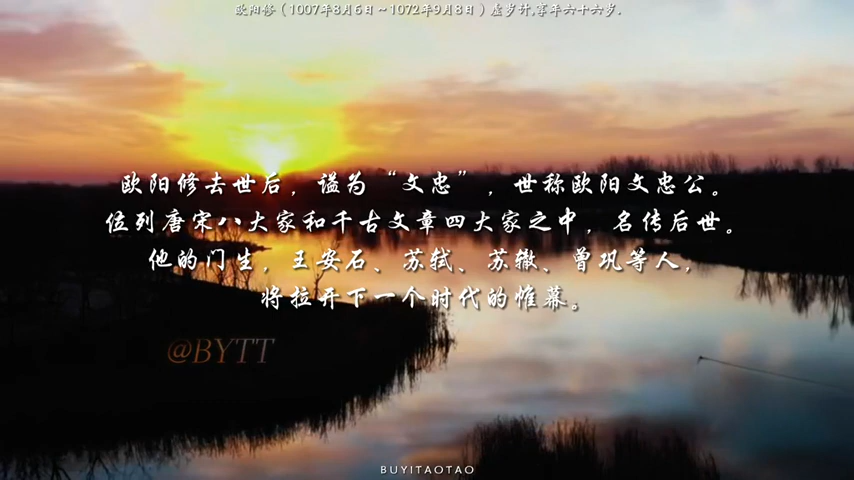 欧阳修（1007年8月6日~1072年9月8日）虚岁计,享年六十六岁.
欧阳修去世后，谥为“文忠”，世称欧阳文忠公。
位列唐宋八大家和千古文章四大家之中，名传后世。
他的门生，王安石、苏轼、苏辙、曾巩等人，
将拉开下一个时代的帷幕。
@BYTT
BUYITAOTAO